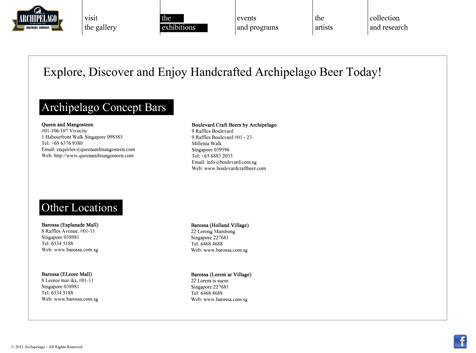 ARCHIPELAGO
visit
the gallery
the
exhibitions
events
and programs
the
artists
collection
and research
Explore, Discover and Enjoy Handcrafted Archipelago Beer Today!
Archipelago Concept Bars
Queen and Mangosteen
#01-106/107 Vivocity
1 Habourfront Walk Singapore 098585
Tel: +65 6376 9380
Email: enquiries@queenandmangosteen.com
Web: http://www.queenandmangosteen.com
Boulevard Craft Beers by Archipelago
9 Raffles Boulevard
9 Raffles Boulevard #01 - 23
Millenia Walk
Singapore 039596
Tel: +65 6883 2033
Email: info@boulevard.com.sg
Web: www.boulevardcraftbeer.com
Other Locations
Barossa (Esplanade Mall)
8 Raffles Avenue, #01-11
Singapore 038981
Tel: 6534 5188
Web: www.barossa.com.sg
Barossa (Holland Village)
22 Lorong Mambong
Singapore 227681
Tel: 6468 4688
Web: www.barossa.com.sg
Barossa (ELoore Mall)
8 Leoree mar iks, #01-11
Singapore 038981
Tel: 6534 5188
Web: www.barossa.com.sg
Barossa (Lorem ar Village)
22 Lorem is suem
Singapore 227681
Tel: 6468 4688
Web: www.barossa.com.sg
© 2011 Archipelago - All Rights Reserved
f